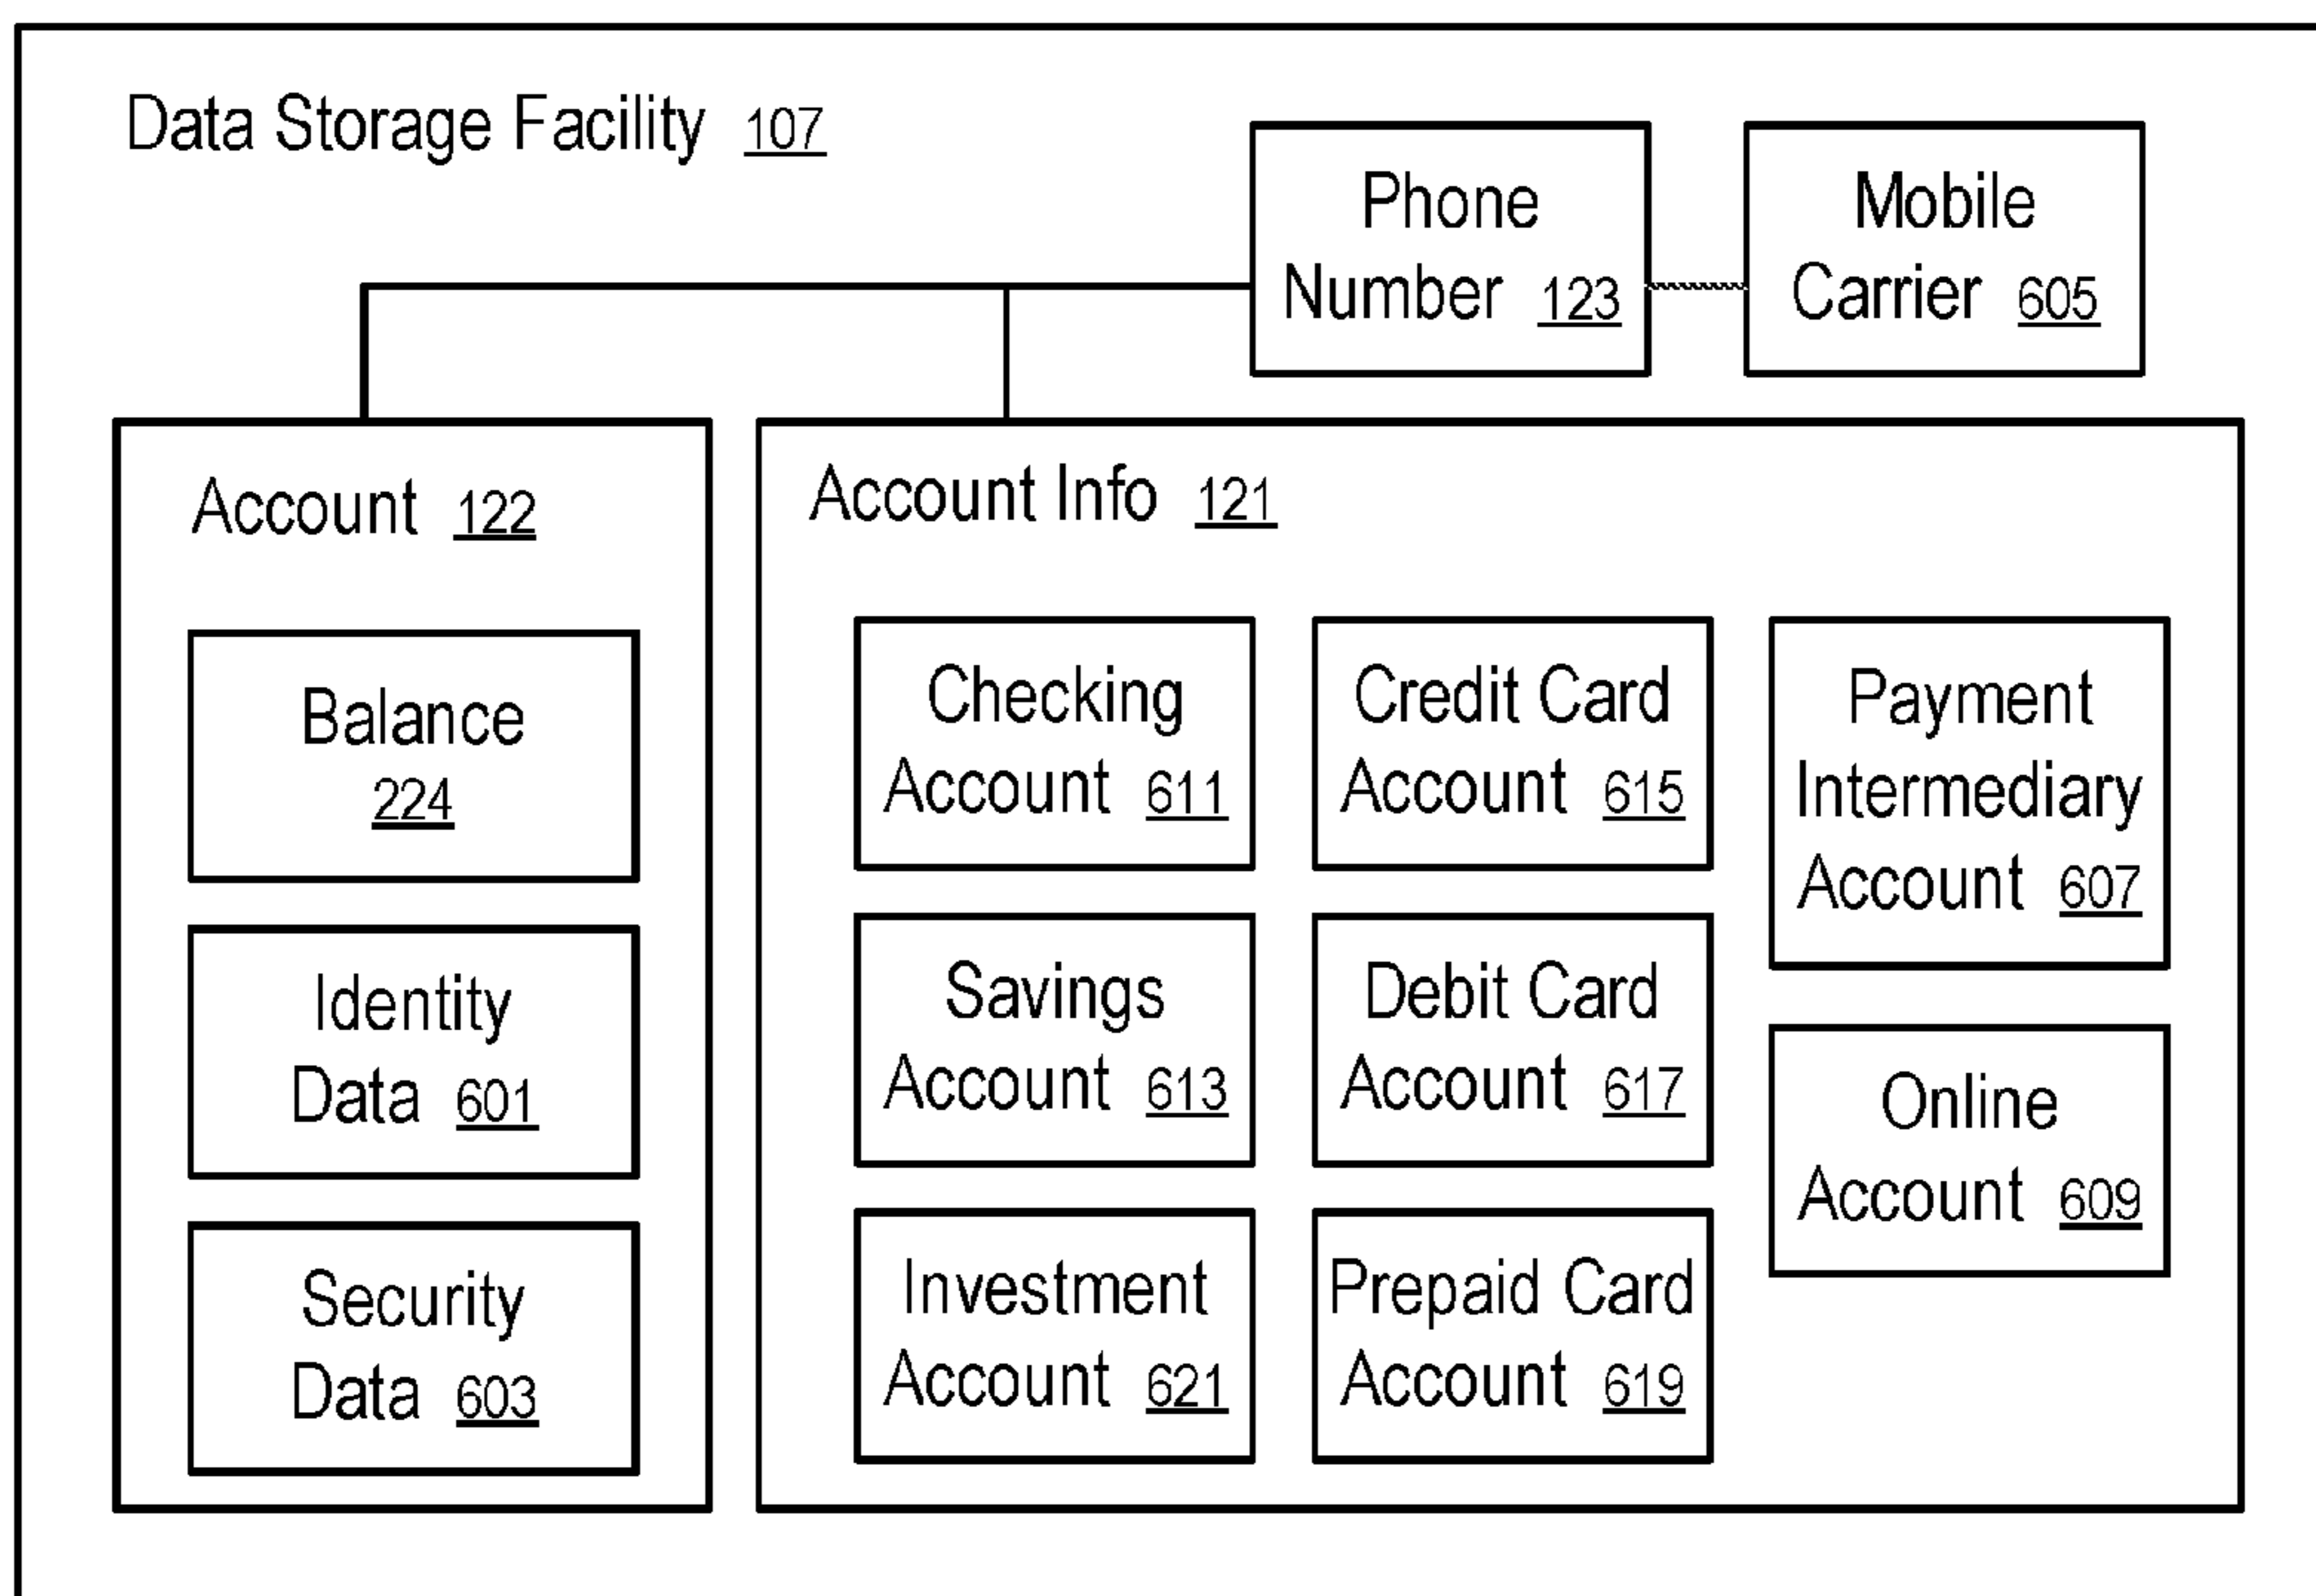 Data Storage Facility 107
Phone
Number 123
Mobile
Carrier 605
Account 122
Balance
224
Identity
Data 601
Security
Data 603
Account Info 121
Checking
Account 611
Credit Card
Account 615
Payment
Intermediary
Account 607
Savings
Account 613
Debit Card
Account 617
Online
Account 609
Investment
Account 621
Prepaid Card
Account 619